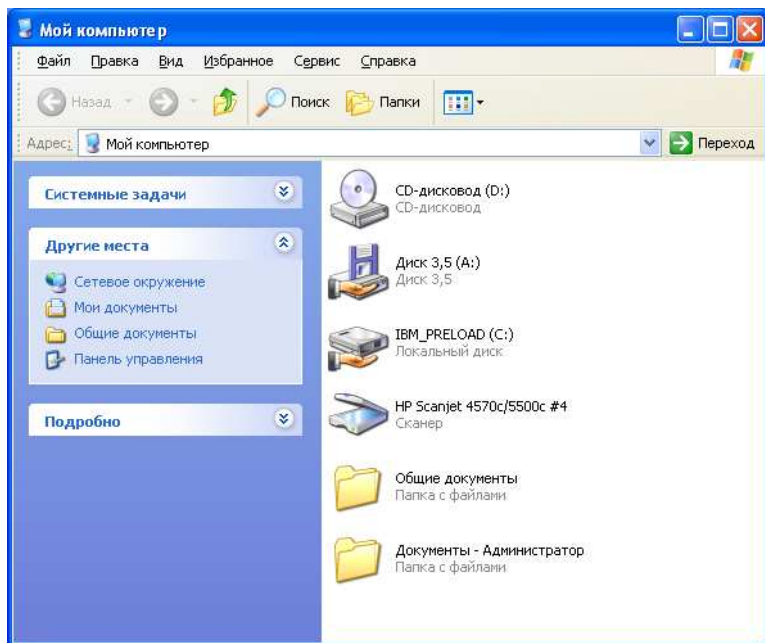 Мой компьютер
Файл Правка Вид Избранное Сервис Справка
Назад Поиск Папки
Адрес: Мой компьютер Переход
Системные задачи
Другие места
Сетевое окружение
Мои документы
Общие документы
Панель управления
Подробно
CD-дисковод (D:)
CD-дисковод
Диск 3,5 (A:)
Диск 3,5
IBM_PRELOAD (C:)
Локальный диск
HP Scanjet 4570c/5500c #4
Сканер
Общие документы
Папка с файлами
Документы - Администратор
Папка с файлами